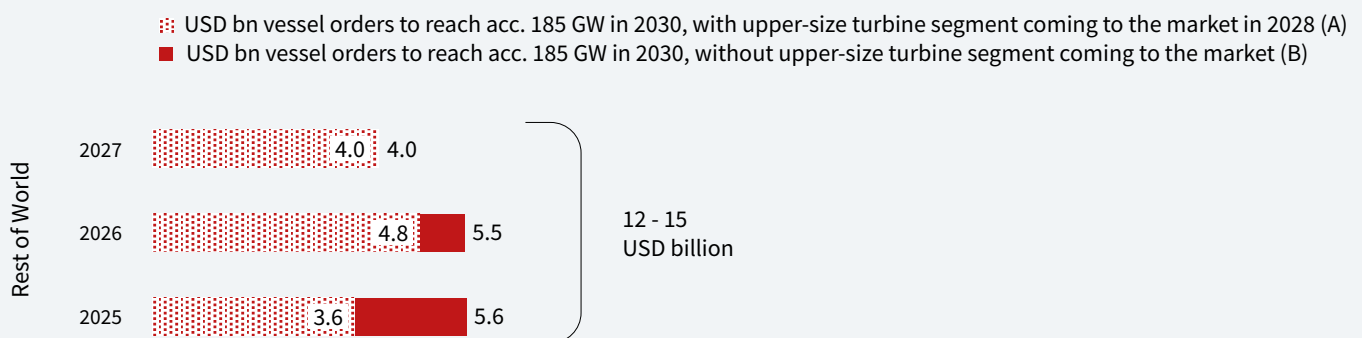 USD bn vessel orders to reach acc. 185 GW in 2030, with upper-size turbine segment coming to the market in 2028 (A)
USD bn vessel orders to reach acc. 185 GW in 2030, without upper-size turbine segment coming to the market (B)
Rest of World
2027 4.0 4.0
2026 4.8 5.5
2025 3.6 5.6
12 - 15
USD billion